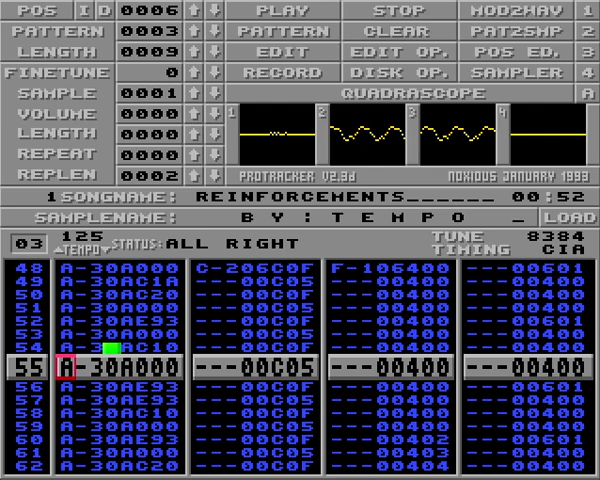 POS I D 0006 PLAY STOP MOD2WAV 1
PATTERN 0003 PATTERN CLEAR PAT2SMP 2
LENGTH 0009 EDIT EDIT OP. POS ED. 3
FINETUNE 0 RECORD DISK OP. SAMPLER 4
SAMPLE 0001 QUADRASCOPE A
VOLUME 0000 1 2 3 4
LENGTH 0000
REPEAT 0000
REPLEN 0002 PROTRACKER V2.3d NOXIOUS JANUARY 1993
1 SONGNAME: REINFORCEMENTS______ 00:52
SAMPLENAME: BY:TEMPO _ LOAD
03 125 TEMPO STATUS: ALL RIGHT TUNE 8384
TIMING CIA
48 A-30A000 C-206C0F F-106400 ---00601
49 A-30AC1A ---00C05 ---00400 ---00400
50 A-30AC20 ---00C0F ---00400 ---00400
51 A-30A000 ---00C05 ---00400 ---00400
52 A-30AE93 ---00C0F ---00400 ---00601
53 A-30A000 ---00C05 ---00400 ---00400
54 A-3 AC10 ---00C0F ---00400 ---00400
55 A-30A000 ---00C05 ---00400 ---00400
56 A-30AE93 ---00C0F ---00400 ---00601
57 A-30AE93 ---00C05 ---00400 ---00400
58 A-30AC10 ---00C0F ---00400 ---00400
59 A-30AC20 ---00C05 ---00400 ---00400
60 A-30AE93 ---00C0F ---00402 ---00601
61 A-30AE93 ---00C05 ---00403 ---00400
62 A-30AC20 ---00C0F ---00404 ---00400